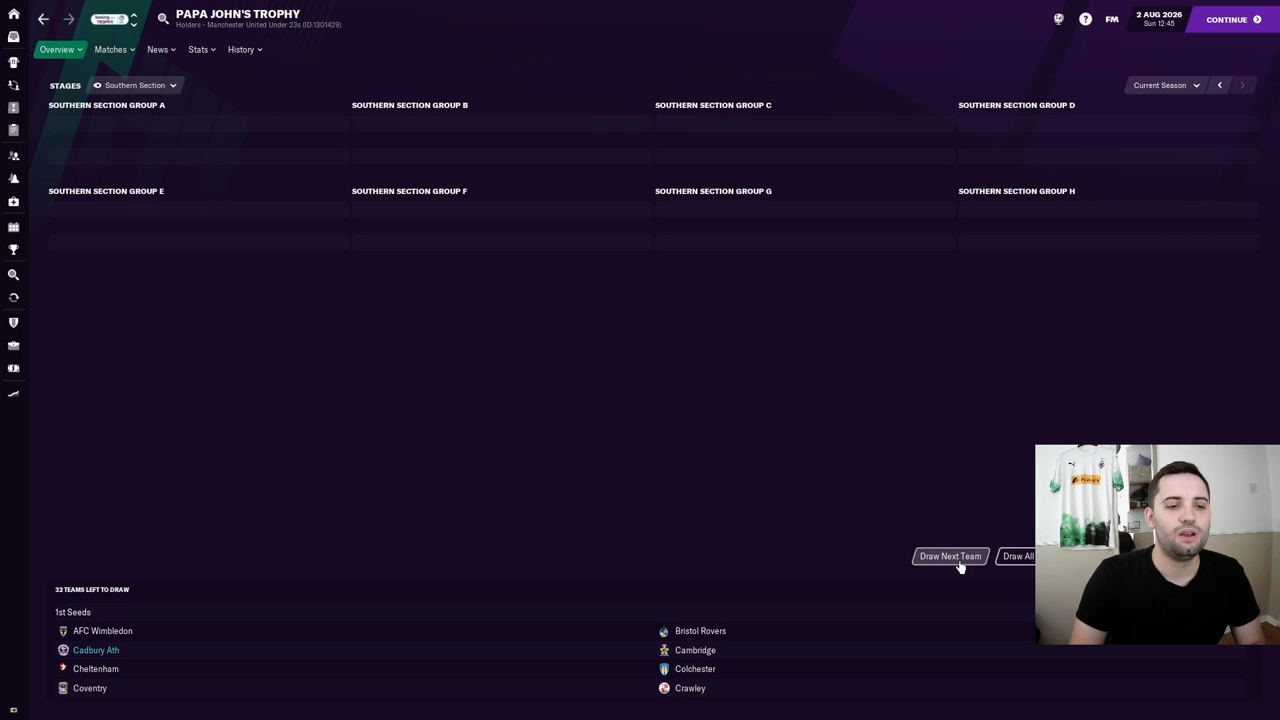 PAPA JOHN'S TROPHY
Holders - Manchester United Under 23s (ID:1301429)
FM
2 AUG 2026
Sun 12:45
CONTINUE
Overview
Matches
News
Stats
History
STAGES
Southern Section
Current Season
SOUTHERN SECTION GROUP A
SOUTHERN SECTION GROUP B
SOUTHERN SECTION GROUP C
SOUTHERN SECTION GROUP D
SOUTHERN SECTION GROUP E
SOUTHERN SECTION GROUP F
SOUTHERN SECTION GROUP G
SOUTHERN SECTION GROUP H
Draw Next Team
Draw All
32 TEAMS LEFT TO DRAW
1st Seeds
AFC Wimbledon
Bristol Rovers
Cadbury Ath
Cambridge
Cheltenham
Colchester
Coventry
Crawley